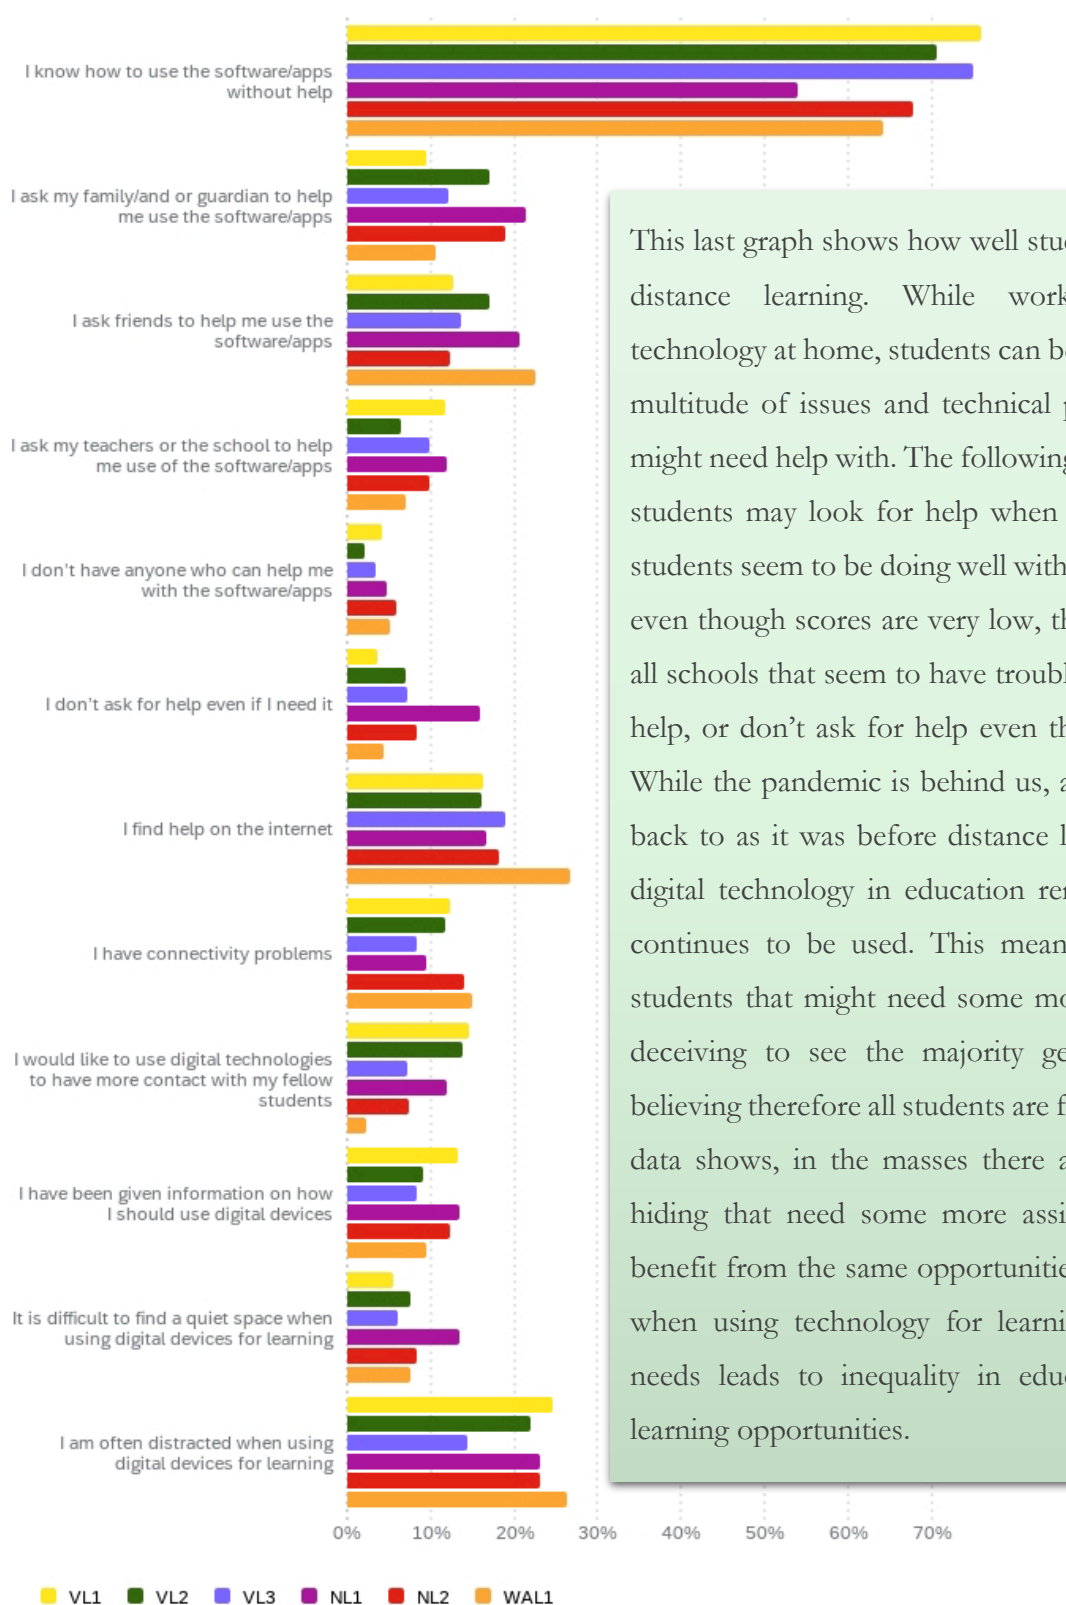 I know how to use the software/apps
without help
I ask my family/and or guardian to help
me use the software/apps
I ask friends to help me use the
software/apps
I ask my teachers or the school to help
me use of the software/apps
I don't have anyone who can help me
with the software/apps
I don't ask for help even if I need it
I find help on the internet
I have connectivity problems
I would like to use digital technologies
to have more contact with my fellow
students
I have been given information on how
I should use digital devices
It is difficult to find a quiet space when
using digital devices for learning
I am often distracted when using
digital devices for learning
0% 10% 20% 30% 40% 50% 60% 70%
VL1 VL2 VL3 NL1 NL2 WAL1
This last graph shows how well
distance learning. While
technology at home, students can
multitude of issues and technical
might need help with. The following
students may look for help when
students seem to be doing well with
even though scores are very low,
all schools that seem to have
help, or don't ask for help even
While the pandemic is behind us,
back to as it was before distance
digital technology in education
continues to be used. This
students that might need some
deceiving to see the majority
believing therefore all students are
data shows, in the masses there
hiding that need some more
benefit from the same
when using technology for
needs leads to inequality in
learning opportunities.